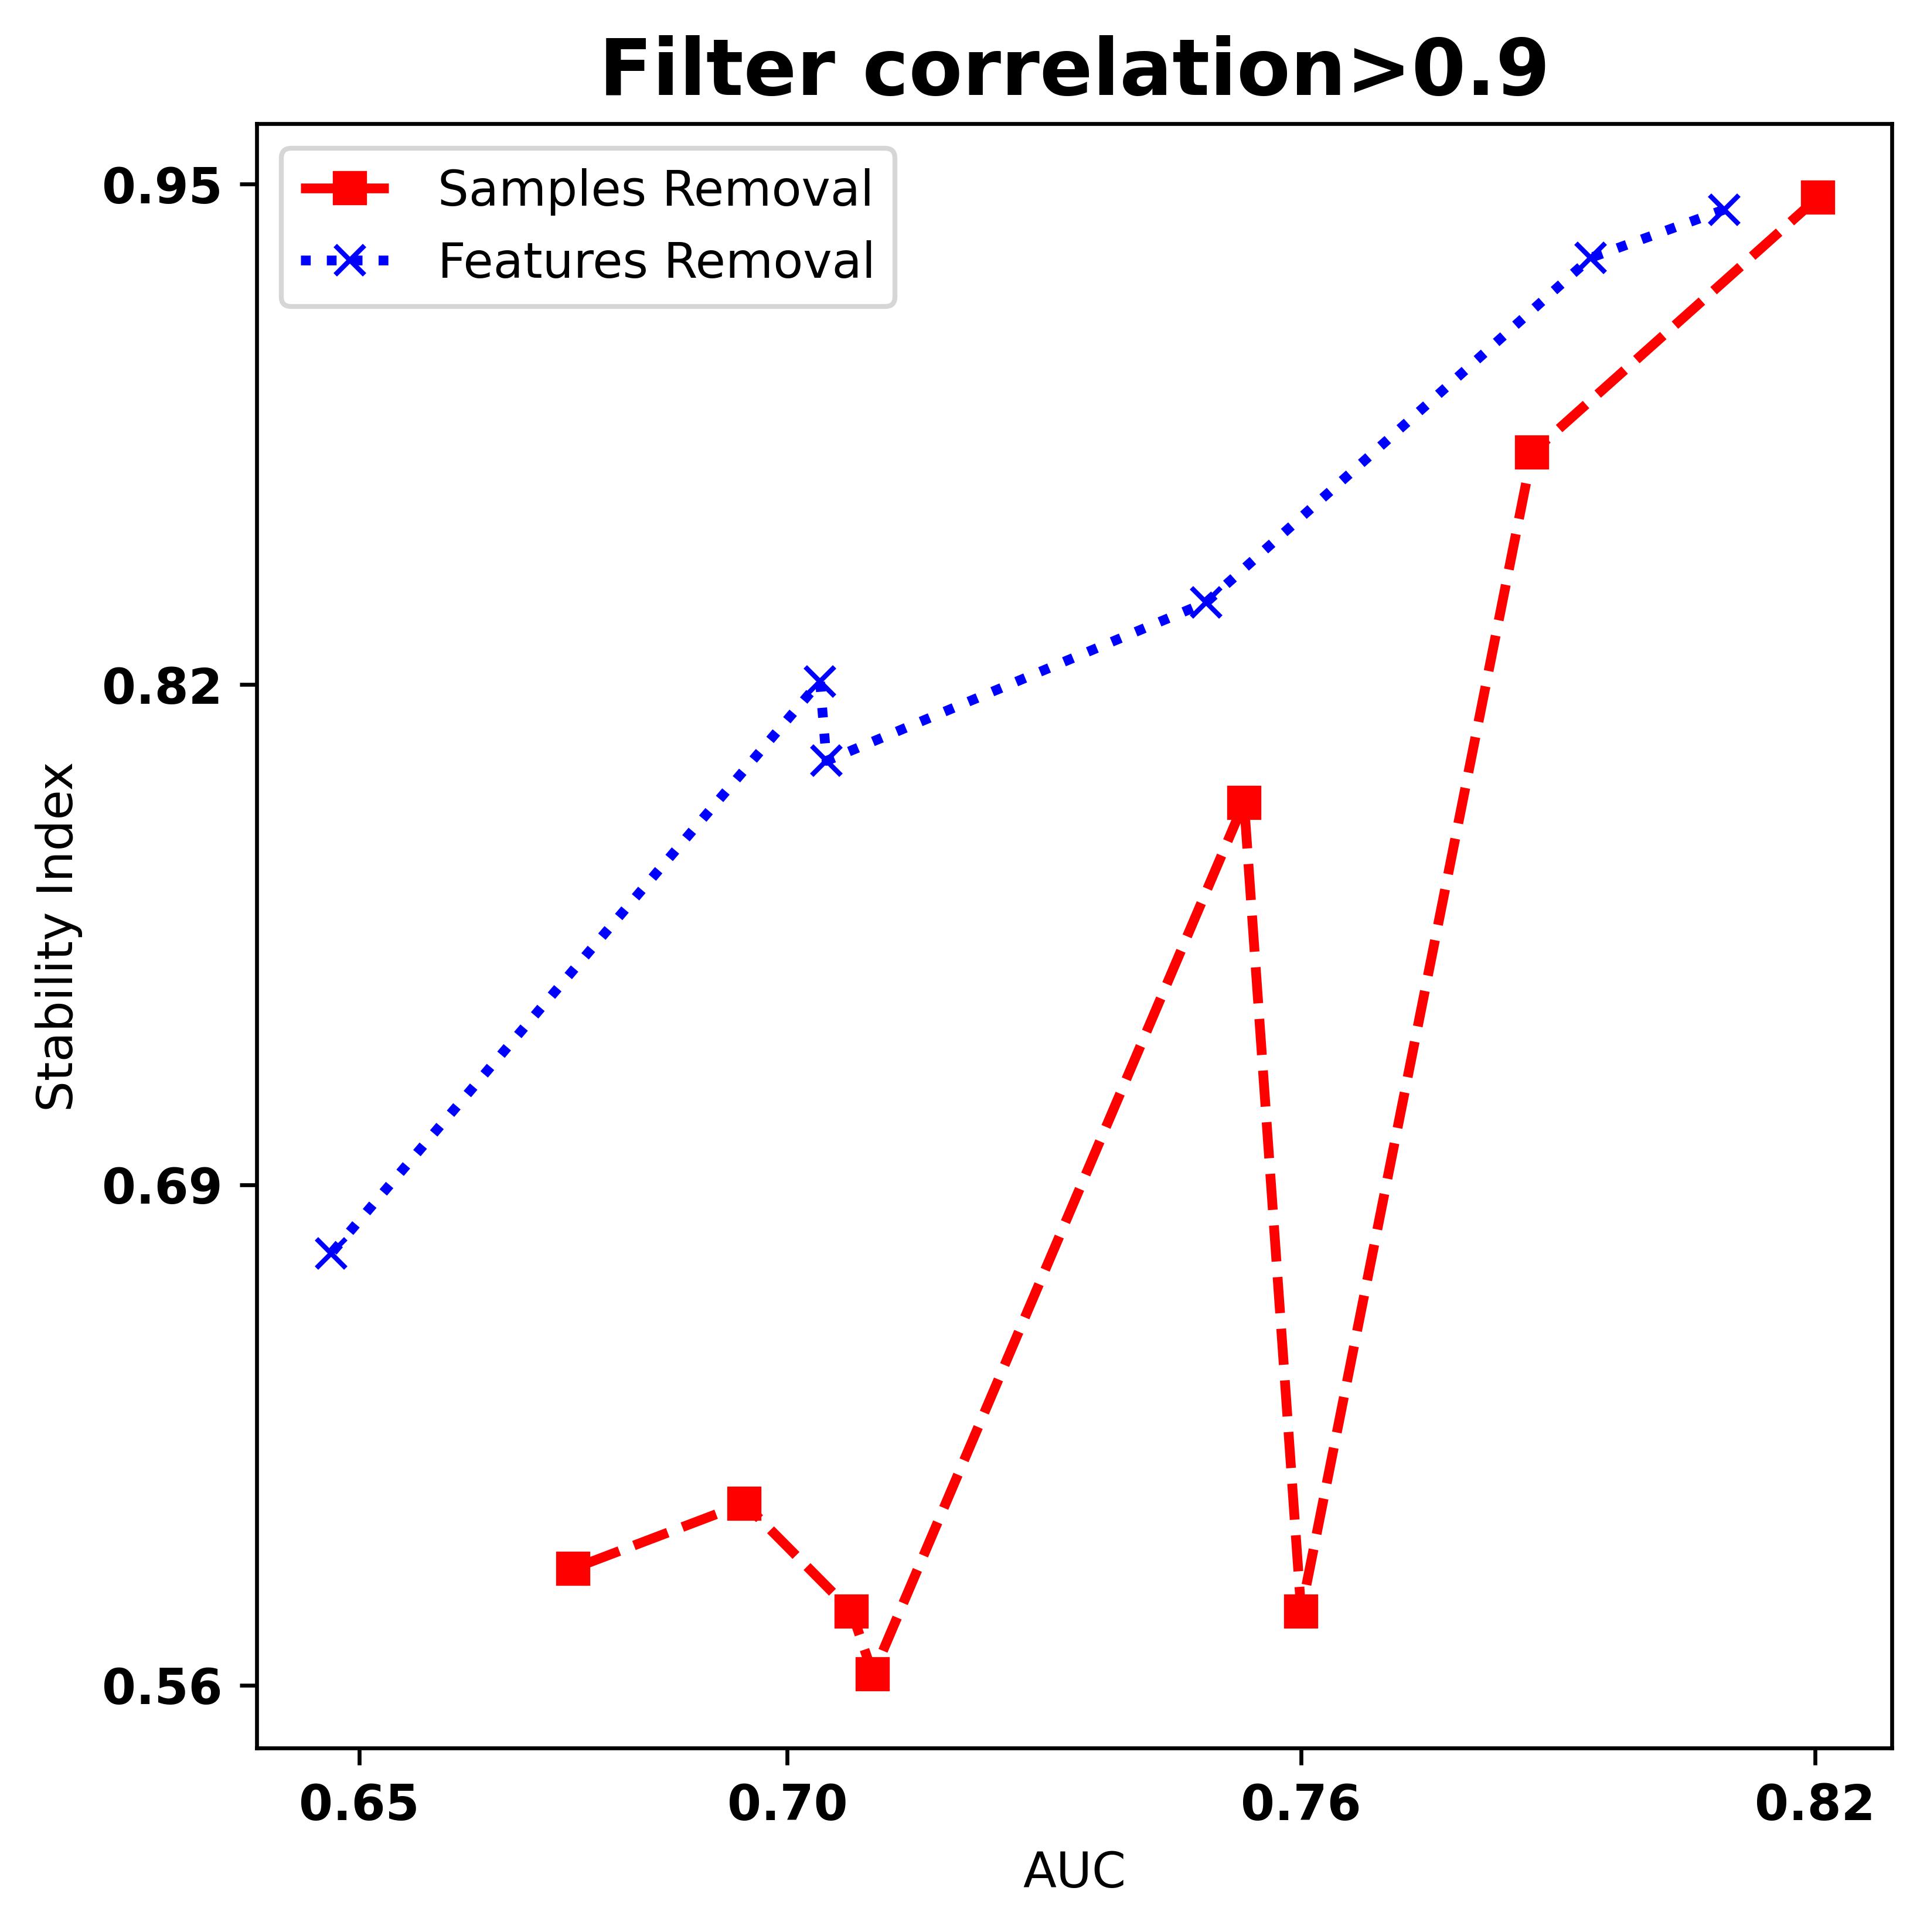 Filter correlation>0.9
Samples Removal
Features Removal
0.95
0.82
0.69
0.56
Stability Index
0.65 0.70 0.76 0.82
AUC